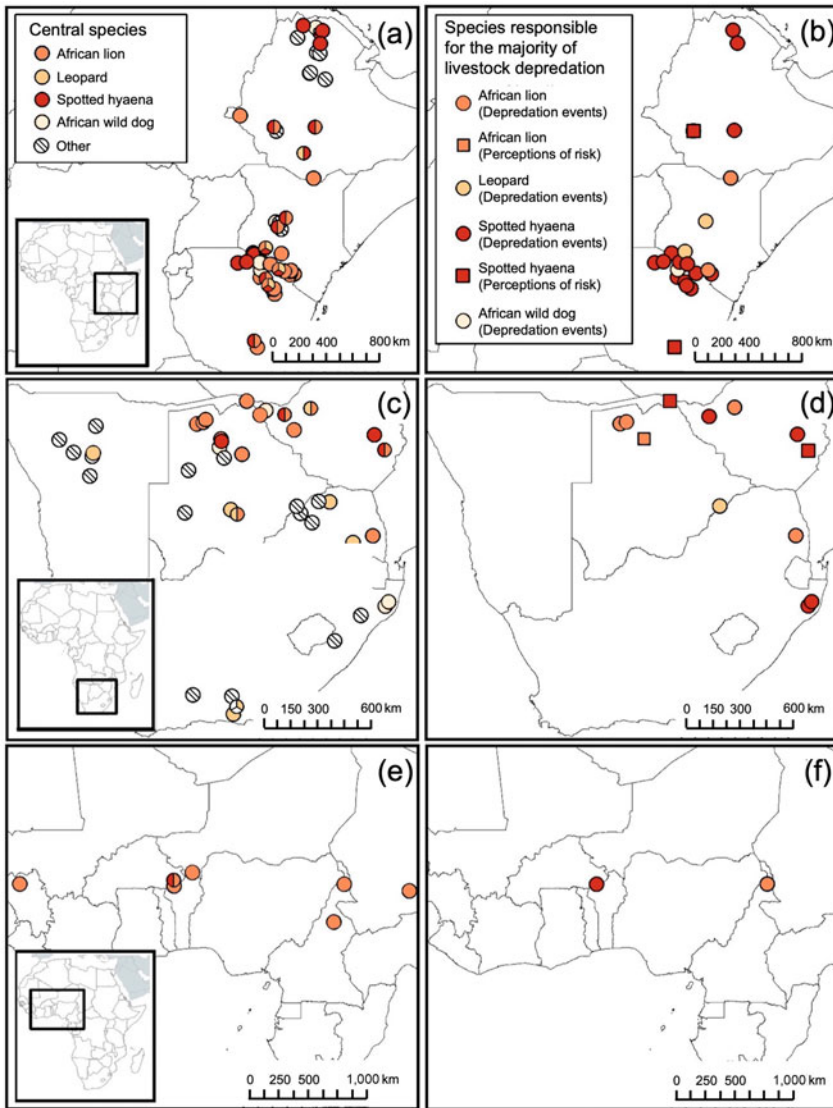 (a)
Central species
African lion
Leopard
Spotted hyaena
African wild dog
Other
0 200 400 800 km
(b)
Species responsible
for the majority of
livestock depredation
African lion
(Depredation events)
African lion
(Perceptions of risk)
Leopard
(Depredation events)
Spotted hyaena
(Depredation events)
Spotted hyaena
(Perceptions of risk)
African wild dog
(Depredation events)
0 200 400 800 km
(c)
0 150 300 600 km
(d)
0 150 300 600 km
(e)
0 250 500 1,000 km
(f)
0 250 500 1,000 km